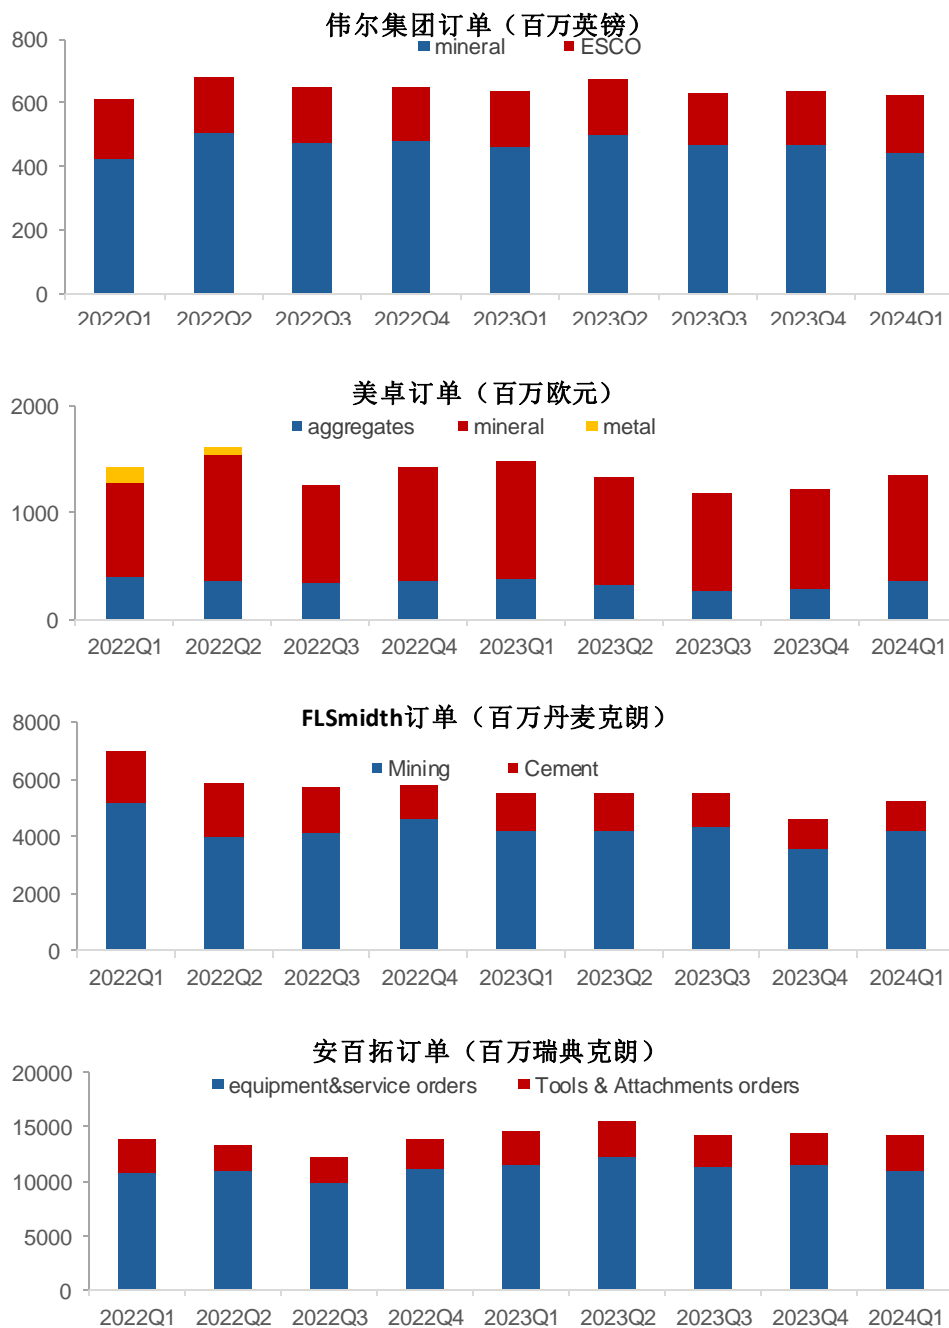 伟尔集团订单（百万英镑）
mineral ESCO
800
600
400
200
0
2022Q1 2022Q2 2022Q3 2022Q4 2023Q1 2023Q2 2023Q3 2023Q4 2024Q1
美卓订单（百万欧元）
aggregates mineral metal
2000
1000
0
2022Q1 2022Q2 2022Q3 2022Q4 2023Q1 2023Q2 2023Q3 2023Q4 2024Q1
FLSmidth订单（百万丹麦克朗）
Mining Cement
8000
6000
4000
2000
0
2022Q1 2022Q2 2022Q3 2022Q4 2023Q1 2023Q2 2023Q3 2023Q4 2024Q1
安百拓订单（百万瑞典克朗）
equipment&service orders Tools & Attachments orders
20000
15000
10000
5000
0
2022Q1 2022Q2 2022Q3 2022Q4 2023Q1 2023Q2 2023Q3 2023Q4 2024Q1